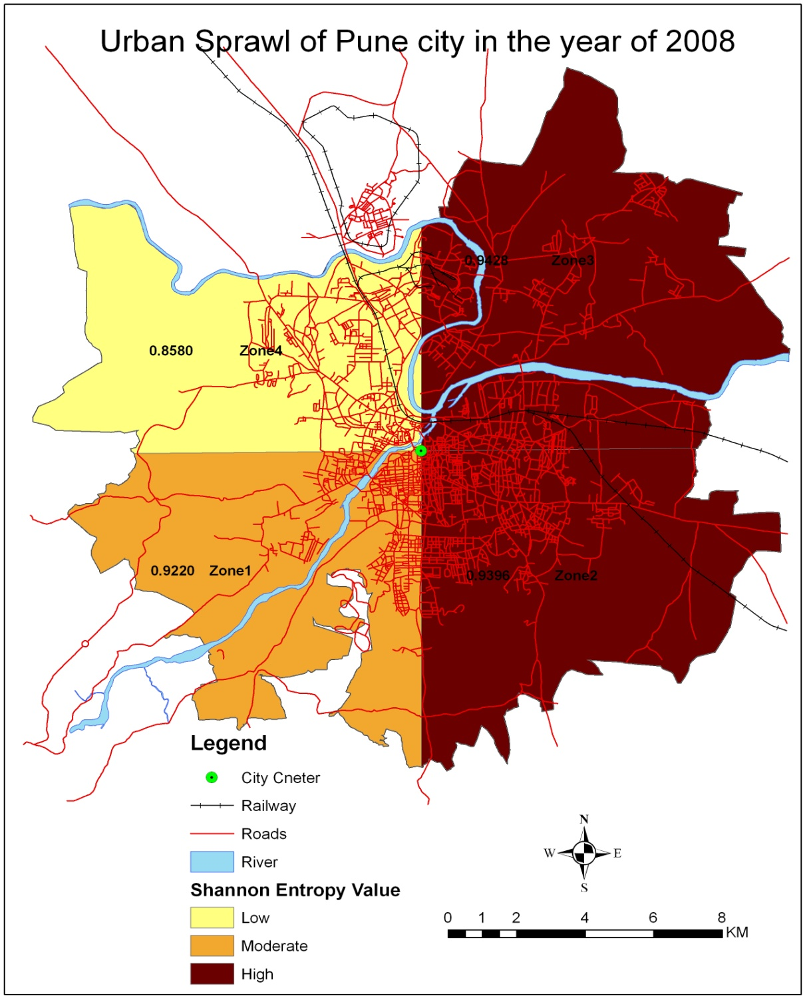 Urban Sprawl of Pune city in the year of 2008
0.9428 Zone3
0.8580 Zone4
0.9220 Zone1
0.9396 Zone2
Legend
City Cneter
Railway
Roads
River
Shannon Entropy Value
Low
Moderate
High
N
W E
S
0 1 2 4 6 8
KM